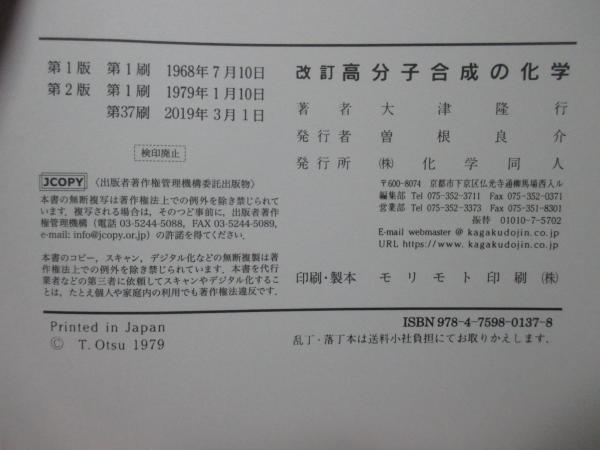 第1版 第1刷 1968年7月10日
第2版 第1刷 1979年1月10日
第37刷 2019年3月1日
検印廃止
JCOPY 〈出版者著作権管理機構委託出版物〉
本書の無断複写は著作権法上での例外を除き禁じられて
います．複写される場合は，そのつど事前に，出版者著作
権管理機構（電話 03-5244-5088，FAX 03-5244-5089，
e-mail: info@jcopy.or.jp）の許諾を得てください．
本書のコピー，スキャン，デジタル化などの無断複製は著
作権法上での例外を除き禁じられています．本書を代行
業者などの第三者に依頼してスキャンやデジタル化するこ
とは，たとえ個人や家庭内の利用でも著作権法違反です．
改訂 高分子合成の化学
著者 大津隆行
発行者 曽根良介
発行所 ㈱化学同人
〒600-8074 京都市下京区仏光寺通柳馬場西入ル
編集部 Tel 075-352-3711 Fax 075-352-0371
営業部 Tel 075-352-3373 Fax 075-351-8301
振替 01010-7-5702
E-mail webmaster @ kagakudojin.co.jp
URL https://www.kagakudojin.co.jp
印刷・製本 モリモト印刷㈱
Printed in Japan
© T. Otsu 1979
ISBN 978-4-7598-0137-8
乱丁・落丁本は送料小社負担にてお取りかえします．